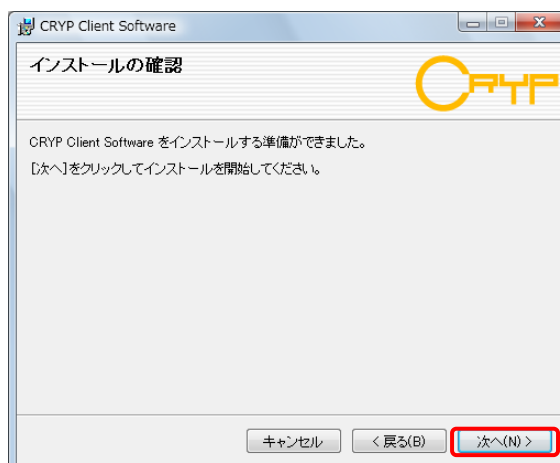 CRYP Client Software
インストールの確認
CRYP
CRYP Client Software をインストールする準備ができました。
[次へ]をクリックしてインストールを開始してください。
キャンセル
< 戻る(B)
次へ(N) >